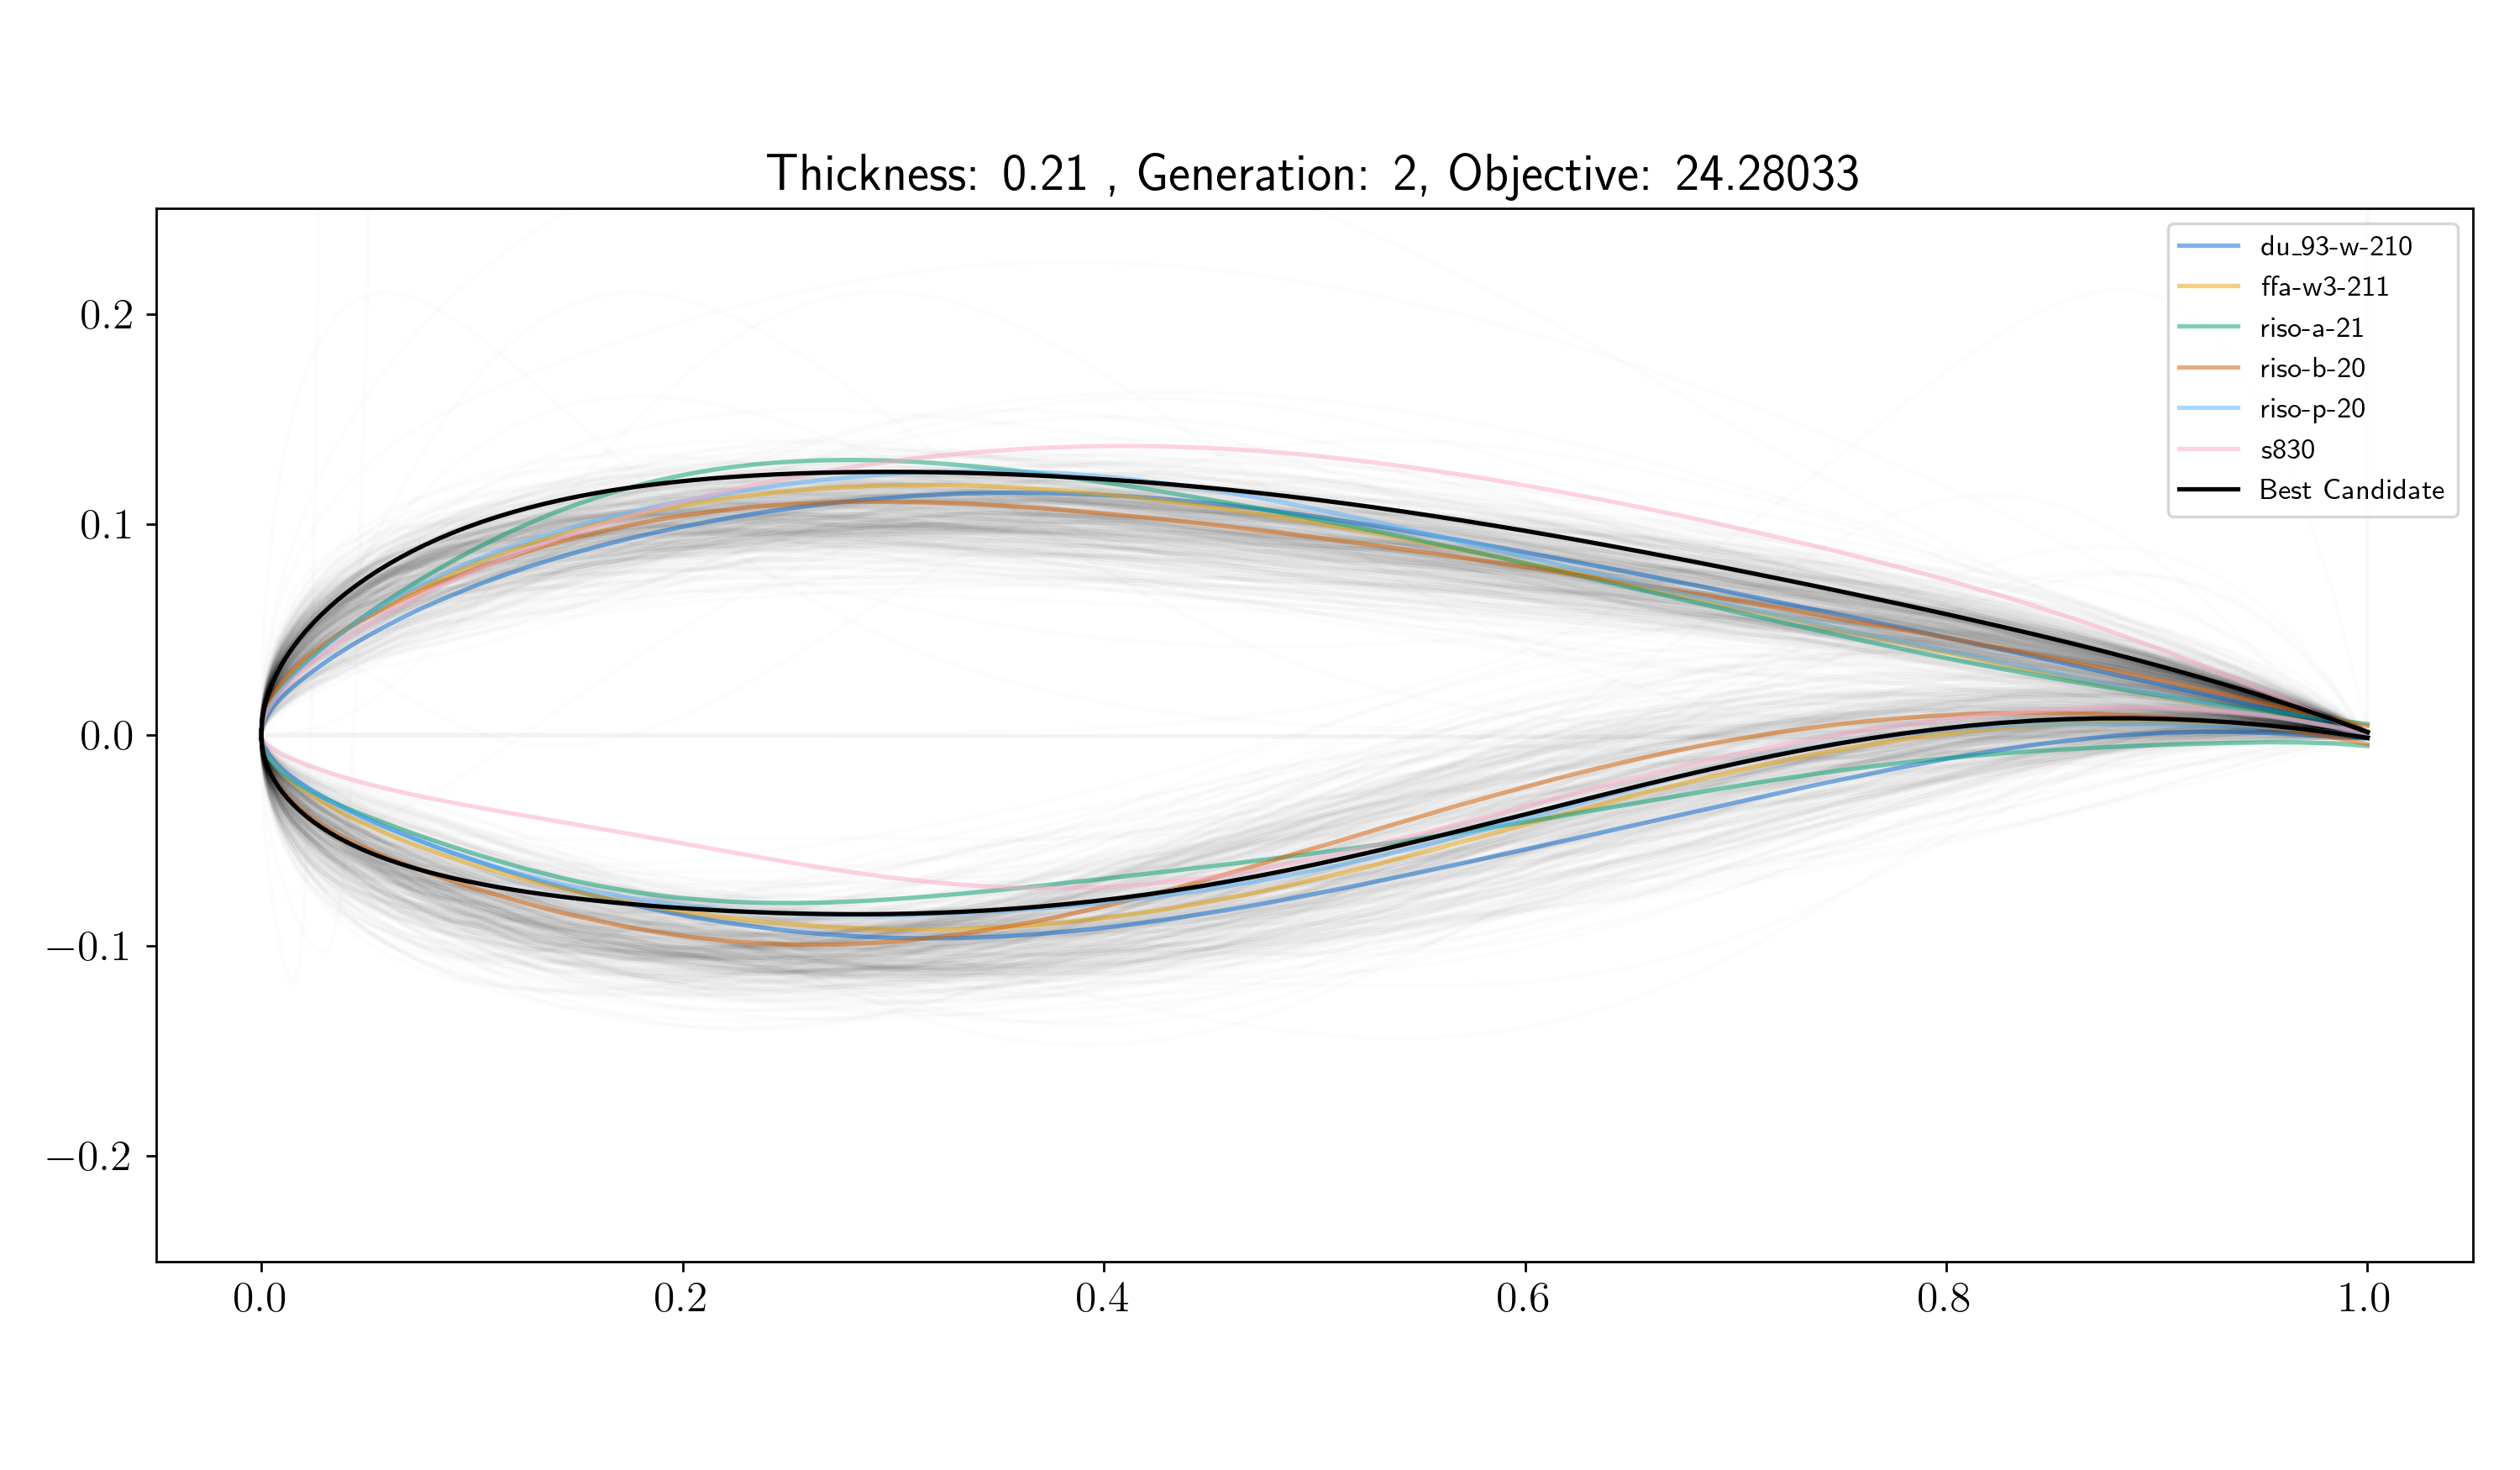 Thickness: 0.21 , Generation: 2, Objective: 24.28033
du_93-w-210
ffa-w3-211
riso-a-21
riso-b-20
riso-p-20
s830
Best Candidate
0.2
0.1
0.0
−0.1
−0.2
0.0 0.2 0.4 0.6 0.8 1.0